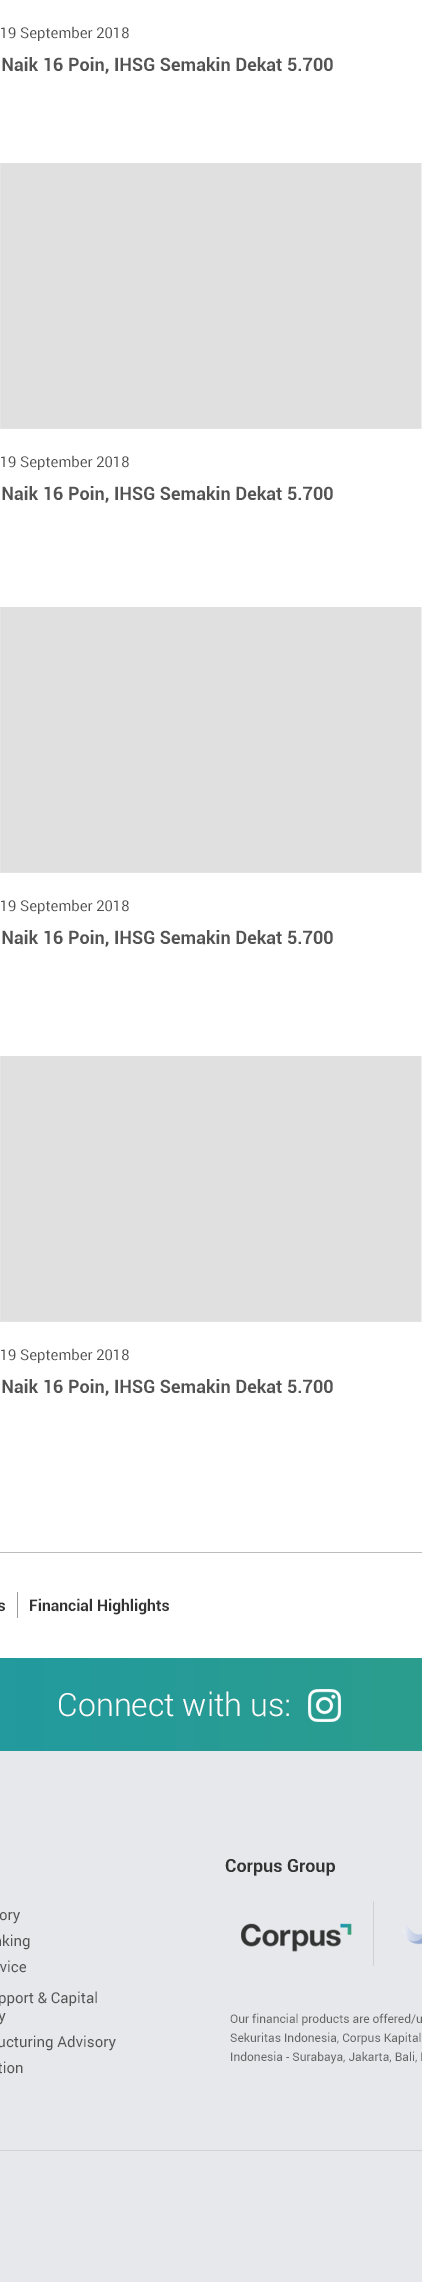 19 September 2018
Naik 16 Poin, IHSG Semakin Dekat 5.700
19 September 2018
Naik 16 Poin, IHSG Semakin Dekat 5.700
19 September 2018
Naik 16 Poin, IHSG Semakin Dekat 5.700
19 September 2018
Naik 16 Poin, IHSG Semakin Dekat 5.700
s
Financial Highlights
Connect with us:
Corpus Group
ory
king
vice
Corpus
pport & Capital
y
ucturing Advisory
tion
Our financial products are offered/u
Sekuritas Indonesia, Corpus Kapital
Indonesia - Surabaya, Jakarta, Bali,